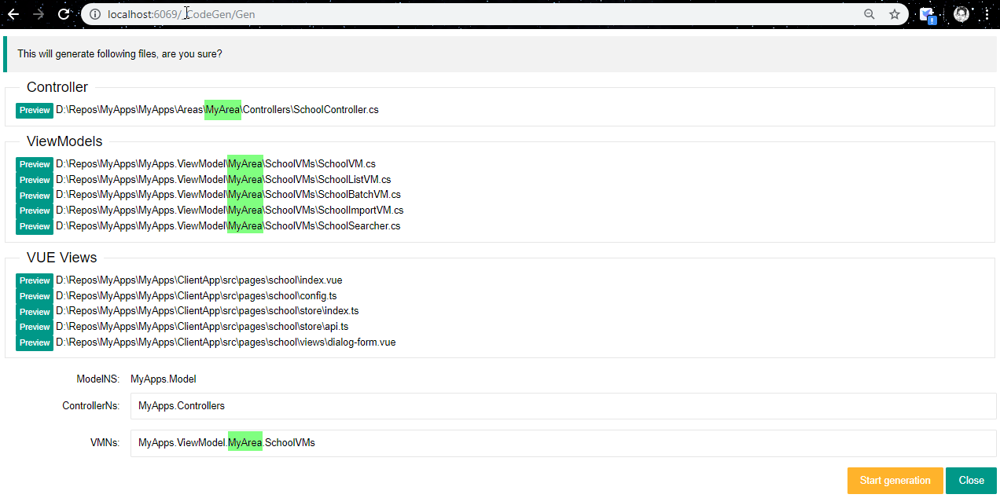 localhost:6069/_CodeGen/Gen
This will generate following files, are you sure?
Controller
Preview D:\Repos\MyApps\MyApps\Areas\MyArea\Controllers\SchoolController.cs
ViewModels
Preview D:\Repos\MyApps\MyApps.ViewModel\MyArea\SchoolVMs\SchoolVM.cs
Preview D:\Repos\MyApps\MyApps.ViewModel\MyArea\SchoolVMs\SchoolListVM.cs
Preview D:\Repos\MyApps\MyApps.ViewModel\MyArea\SchoolVMs\SchoolBatchVM.cs
Preview D:\Repos\MyApps\MyApps.ViewModel\MyArea\SchoolVMs\SchoolImportVM.cs
Preview D:\Repos\MyApps\MyApps.ViewModel\MyArea\SchoolVMs\SchoolSearcher.cs
VUE Views
Preview D:\Repos\MyApps\MyApps\ClientApp\src\pages\school\index.vue
Preview D:\Repos\MyApps\MyApps\ClientApp\src\pages\school\config.ts
Preview D:\Repos\MyApps\MyApps\ClientApp\src\pages\school\store\index.ts
Preview D:\Repos\MyApps\MyApps\ClientApp\src\pages\school\store\api.ts
Preview D:\Repos\MyApps\MyApps\ClientApp\src\pages\school\views\dialog-form.vue
ModelNS: MyApps.Model
ControllerNs: MyApps.Controllers
VMNs: MyApps.ViewModel.MyArea.SchoolVMs
Start generation Close